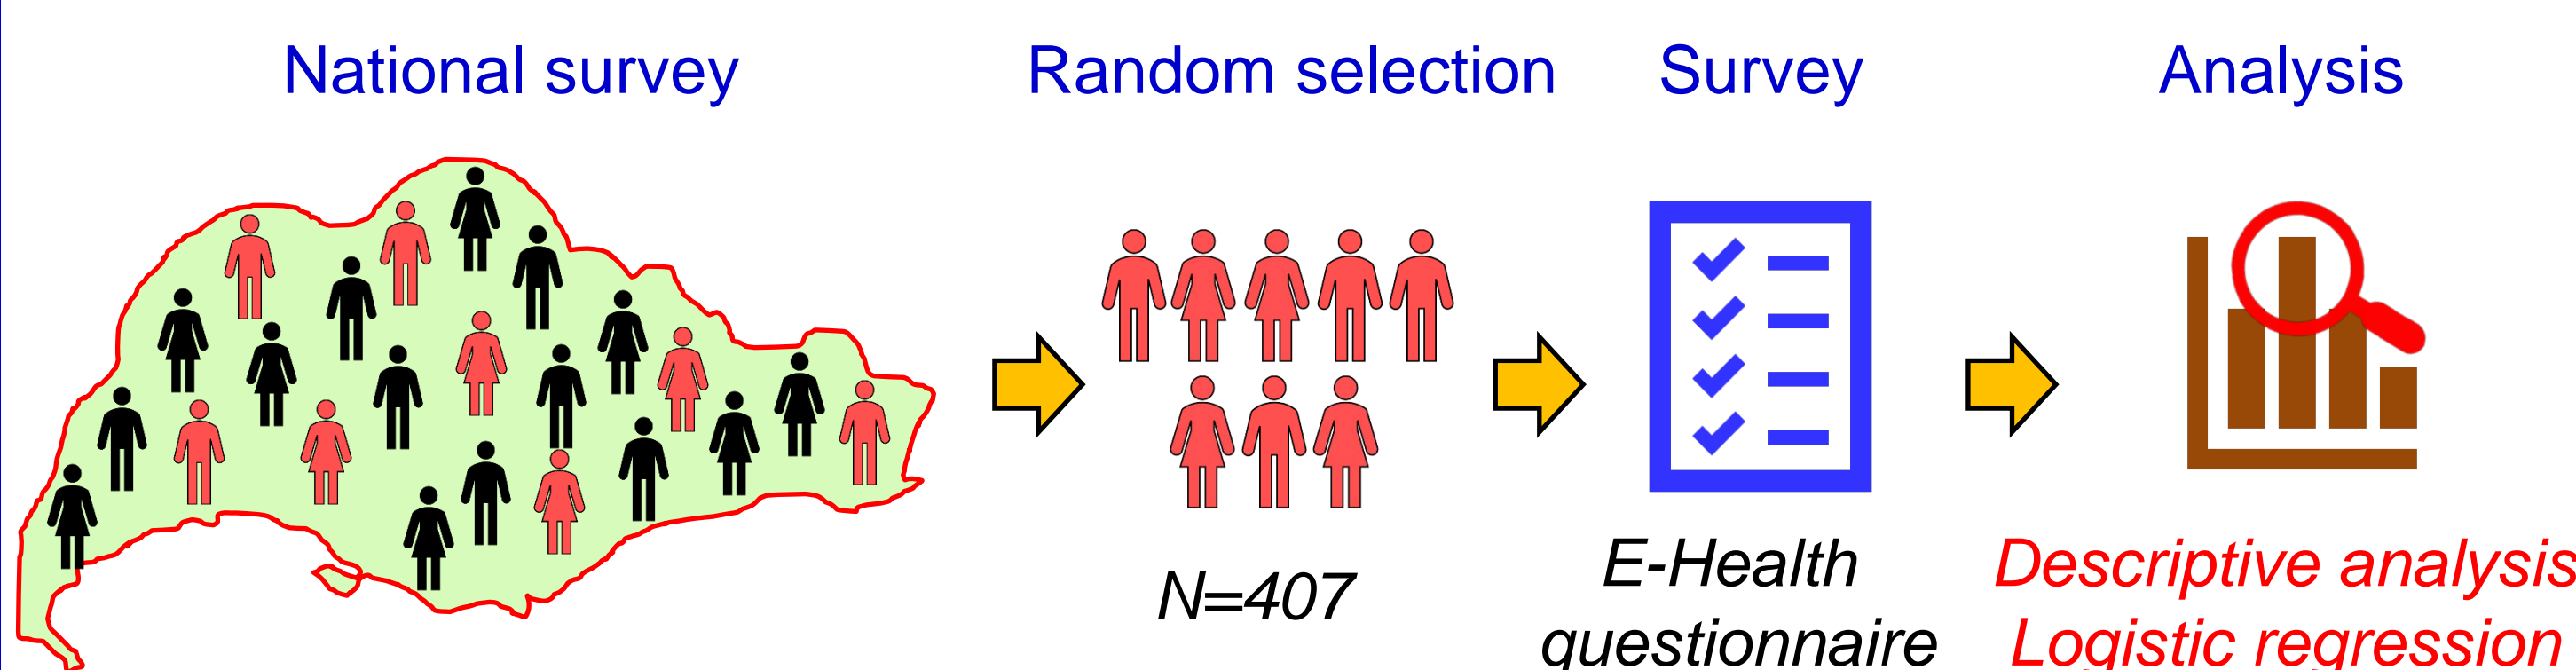 National survey
Random selection
Survey
Analysis
N=407
E-Health
questionnaire
Descriptive analysis
Logistic regression